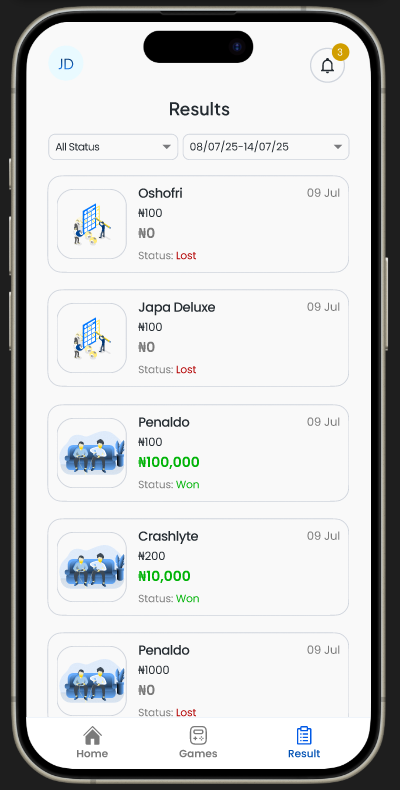 JD
3
Results
All Status
08/07/25-14/07/25
Oshofri
09 Jul
₦100
₦0
Status: Lost
Japa Deluxe
09 Jul
₦100
₦0
Status: Lost
Penaldo
09 Jul
₦100
₦100,000
Status: Won
Crashlyte
09 Jul
₦200
₦10,000
Status: Won
Penaldo
09 Jul
₦1000
₦0
Status: Lost
Home
Games
Result